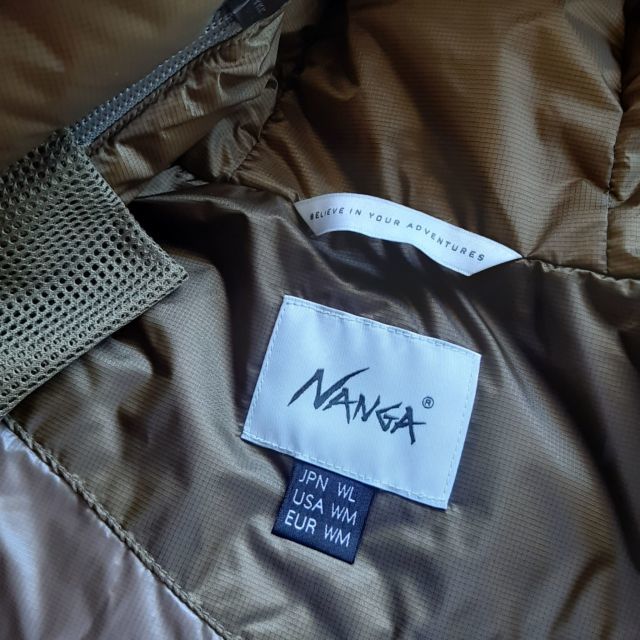 BELIEVE IN YOUR ADVENTURES
NANGA®
JPN WL
USA WM
EUR WM